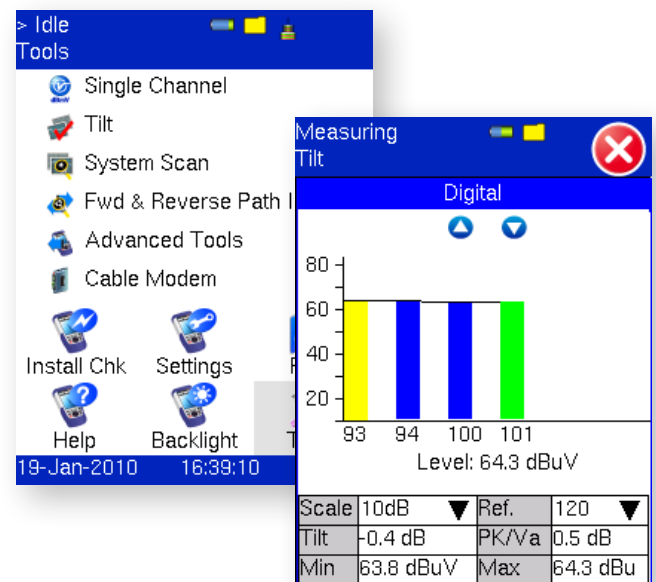 > Idle
Tools
Single Channel
Tilt
System Scan
Fwd & Reverse Path
Advanced Tools
Cable Modem
Install Chk Settings
Help Backlight
19-Jan-2010 16:39:10
Measuring
Tilt
Digital
80
60
40
20
93 94 100 101
Level: 64.3 dBuV
Scale 10dB Ref. 120
Tilt -0.4 dB PK/Va 0.5 dB
Min 63.8 dBuV Max 64.3 dBu